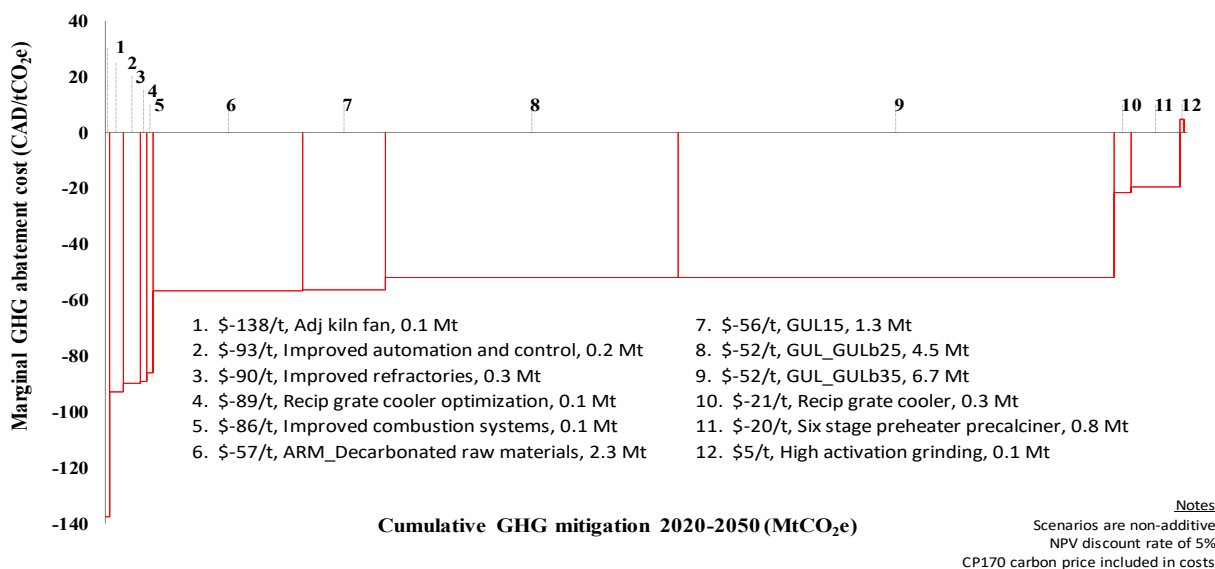 Marginal GHG abatement cost (CAD/tCO₂e)
40
20
0
-20
-40
-60
-80
-100
-120
-140
1
2
3
4
5
6
7
8
9
10
11
12
1. $-138/t, Adj kiln fan, 0.1 Mt
2. $-93/t, Improved automation and control, 0.2 Mt
3. $-90/t, Improved refractories, 0.3 Mt
4. $-89/t, Recip grate cooler optimization, 0.1 Mt
5. $-86/t, Improved combustion systems, 0.1 Mt
6. $-57/t, ARM_Decarbonated raw materials, 2.3 Mt
7. $-56/t, GUL15, 1.3 Mt
8. $-52/t, GUL_GULb25, 4.5 Mt
9. $-52/t, GUL_GULb35, 6.7 Mt
10. $-21/t, Recip grate cooler, 0.3 Mt
11. $-20/t, Six stage preheater precalciner, 0.8 Mt
12. $5/t, High activation grinding, 0.1 Mt
Cumulative GHG mitigation 2020-2050 (MtCO₂e)
Notes
Scenarios are non-additive
NPV discount rate of 5%
CP170 carbon price included in costs